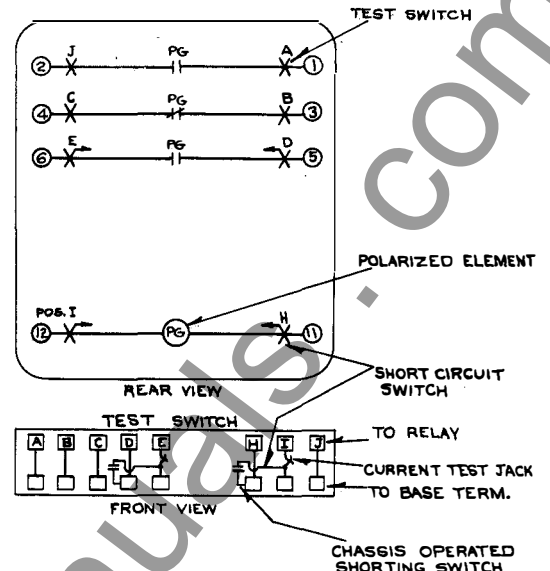 TEST SWITCH
J PG A
2 1
C PG B
4 3
E PG D
6 5
POLARIZED ELEMENT
POS. I H
12 PG 11
REAR VIEW
SHORT CIRCUIT
SWITCH
TEST SWITCH
A B C D E H I J
TO RELAY
CURRENT TEST JACK
TO BASE TERM.
FRONT VIEW
CHASSIS OPERATED
SHORTING SWITCH
uals.com